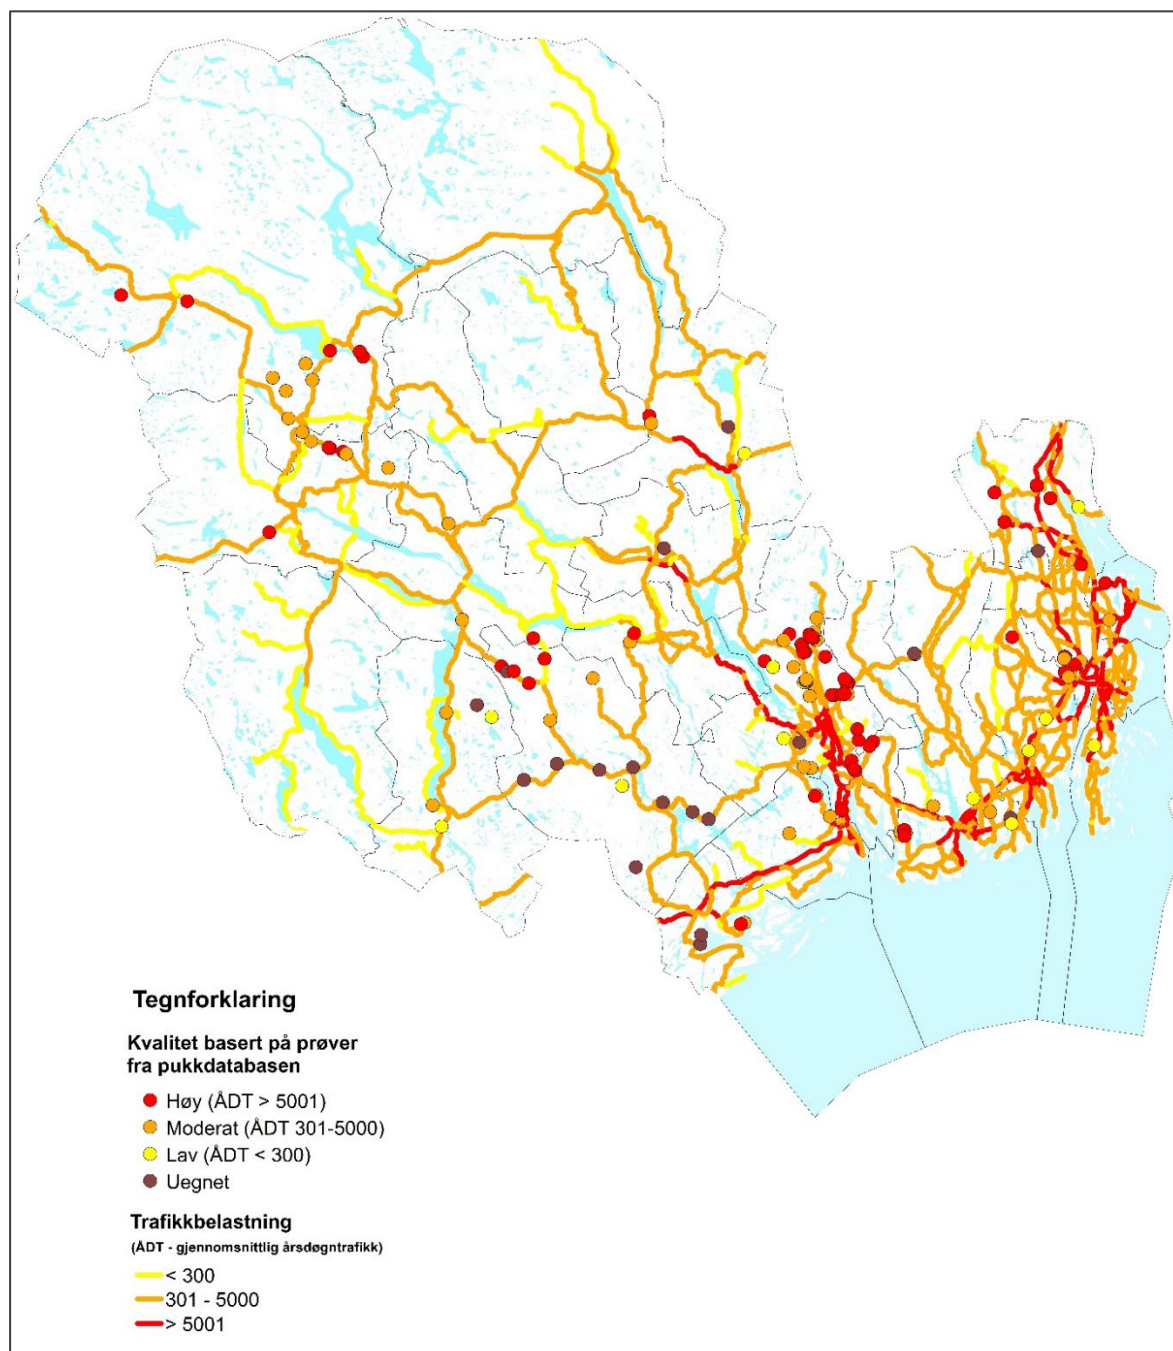 Tegnforklaring
Kvalitet basert på prøver
fra pukkdatabasen
Høy (ÅDT > 5001)
Moderat (ÅDT 301-5000)
Lav (ÅDT < 300)
Uegnet
Trafikkbelastning
(ÅDT - gjennomsnittlig årsdøgntrafikk)
< 300
301 - 5000
> 5001